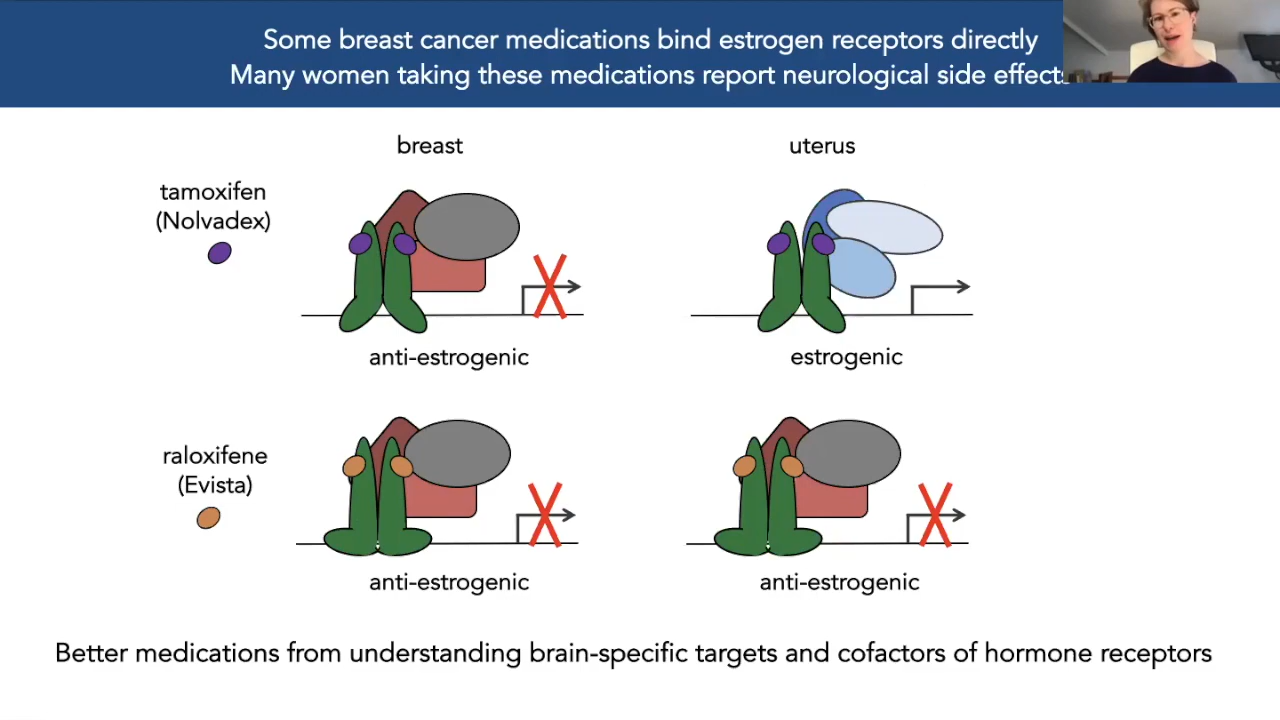 Some breast cancer medications bind estrogen receptors directly
Many women taking these medications report neurological side effects
breast
uterus
tamoxifen
(Nolvadex)
anti-estrogenic
estrogenic
raloxifene
(Evista)
anti-estrogenic
anti-estrogenic
Better medications from understanding brain-specific targets and cofactors of hormone receptors